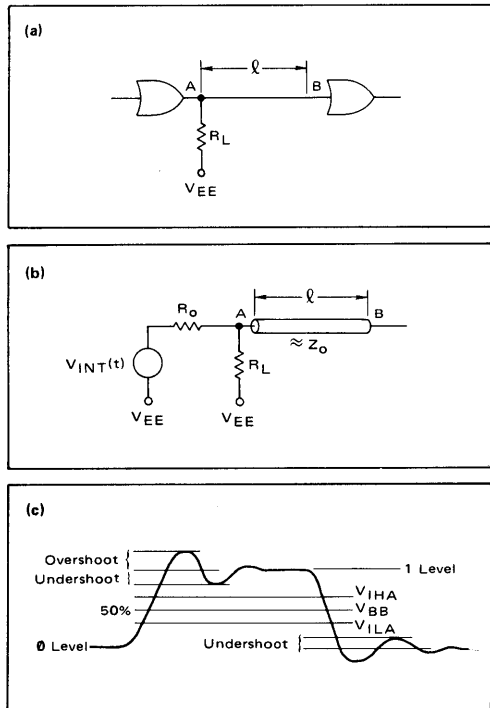 (a)
ℓ
A
B
R_L
V_EE
(b)
ℓ
R_o
A
B
≈ Z_o
V_INT(t)
R_L
V_EE
V_EE
(c)
Overshoot
Undershoot
1 Level
V_IHA
50%
V_BB
V_ILA
Ø Level
Undershoot